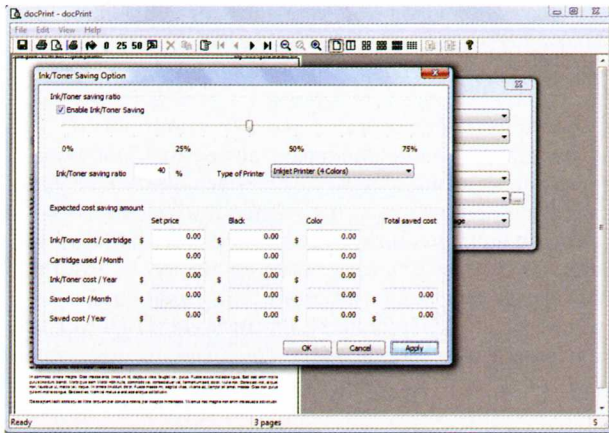 docPrint - docPrint
File Edit View Help
0 25 50
Ink/Toner Saving Option
Ink/Toner saving ratio
Enable Ink/Toner Saving
0% 25% 50% 75%
Ink/Toner saving ratio 40 % Type of Printer Inkjet Printer (4 Colors)
Expected cost saving amount
Set price Black Color Total saved cost
Ink/Toner cost / cartridge $ 0.00 $ 0.00 $ 0.00
Cartridge used / Month 0.00 0.00 0.00
Ink/Toner cost / Year $ 0.00 $ 0.00 $ 0.00
Saved cost / Month $ 0.00 $ 0.00 $ 0.00 $ 0.00
Saved cost / Year $ 0.00 $ 0.00 $ 0.00 $ 0.00
OK Cancel Apply
Ready 3 pages S